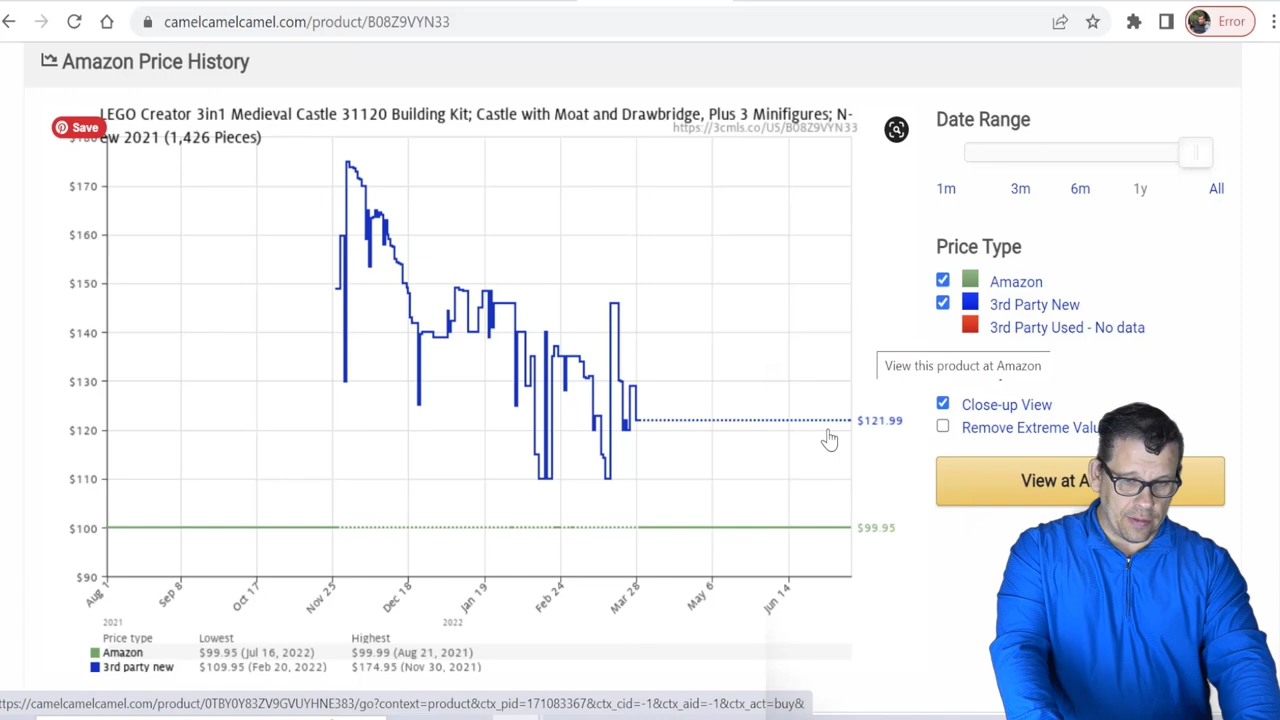 camelcamelcamel.com/product/B08Z9VYN33
Error
Amazon Price History
LEGO Creator 3in1 Medieval Castle 31120 Building Kit; Castle with Moat and Drawbridge, Plus 3 Minifigures; N-
ew 2021 (1,426 Pieces)
https://3cmls.co/US/B08Z9VYN33
Save
$180
$170
$160
$150
$140
$130
$120
$110
$100
$90
$121.99
$99.95
Aug 1
Sep 8
Oct 17
Nov 25
Dec 18
Jan 19
Feb 24
Mar 28
May 6
Jun 14
2021
2022
Price type Lowest Highest
Amazon $99.95 (Jul 16, 2022) $99.99 (Aug 21, 2021)
3rd party new $109.95 (Feb 20, 2022) $174.95 (Nov 30, 2021)
Date Range
1m 3m 6m 1y All
Price Type
Amazon
3rd Party New
3rd Party Used - No data
View this product at Amazon
Close-up View
Remove Extreme Valu
View at A
ttps://camelcamelcamel.com/product/0TBY0Y83ZV9GVUYHNE383/go?context=product&ctx_pid=171083367&ctx_cid=-1&ctx_aid=-1&ctx_act=buy&